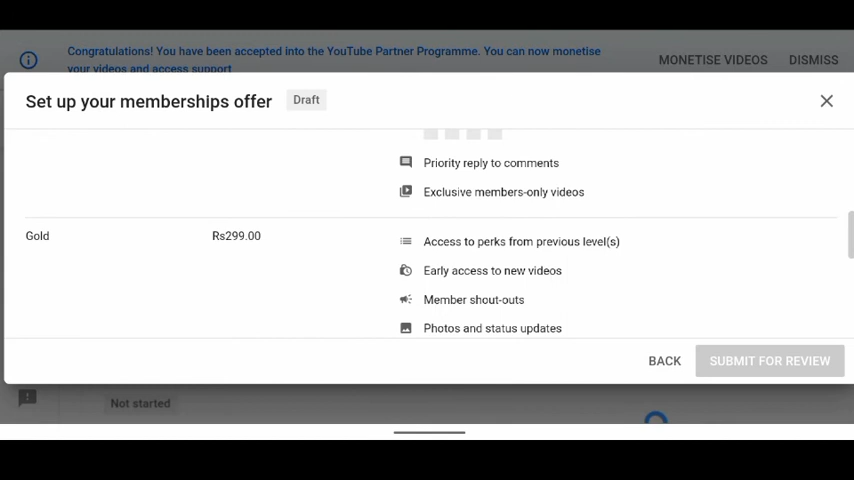 Congratulations! You have been accepted into the YouTube Partner Programme. You can now monetise
your videos and access support
MONETISE VIDEOS
DISMISS
Set up your memberships offer
Draft
Priority reply to comments
Exclusive members-only videos
Gold
Rs299.00
Access to perks from previous level(s)
Early access to new videos
Member shout-outs
Photos and status updates
BACK
SUBMIT FOR REVIEW
Not started